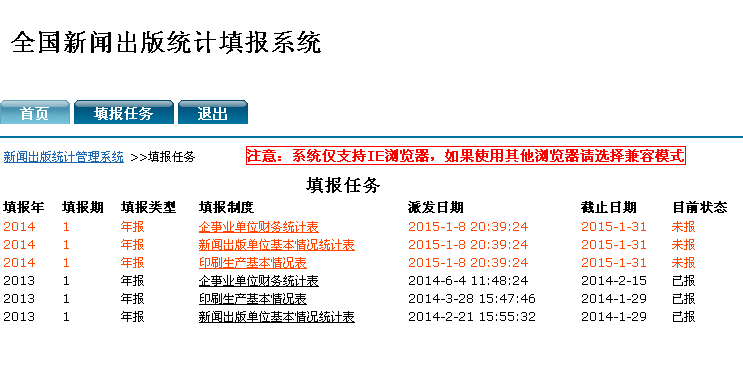 全国新闻出版统计填报系统
首页 填报任务 退出
新闻出版统计管理系统 >>填报任务 注意：系统仅支持IE浏览器，如果使用其他浏览器请选择兼容模式
填报任务
填报年 填报期 填报类型 填报制度 派发日期 截止日期 目前状态
2014 1 年报 企事业单位财务统计表 2015-1-8 20:39:24 2015-1-31 未报
2014 1 年报 新闻出版单位基本情况统计表 2015-1-8 20:39:24 2015-1-31 未报
2014 1 年报 印刷生产基本情况表 2015-1-8 20:39:24 2015-1-31 未报
2013 1 年报 企事业单位财务统计表 2014-6-4 11:48:24 2014-2-15 已报
2013 1 年报 印刷生产基本情况表 2014-3-28 15:47:46 2014-1-29 已报
2013 1 年报 新闻出版单位基本情况统计表 2014-2-21 15:55:32 2014-1-29 已报